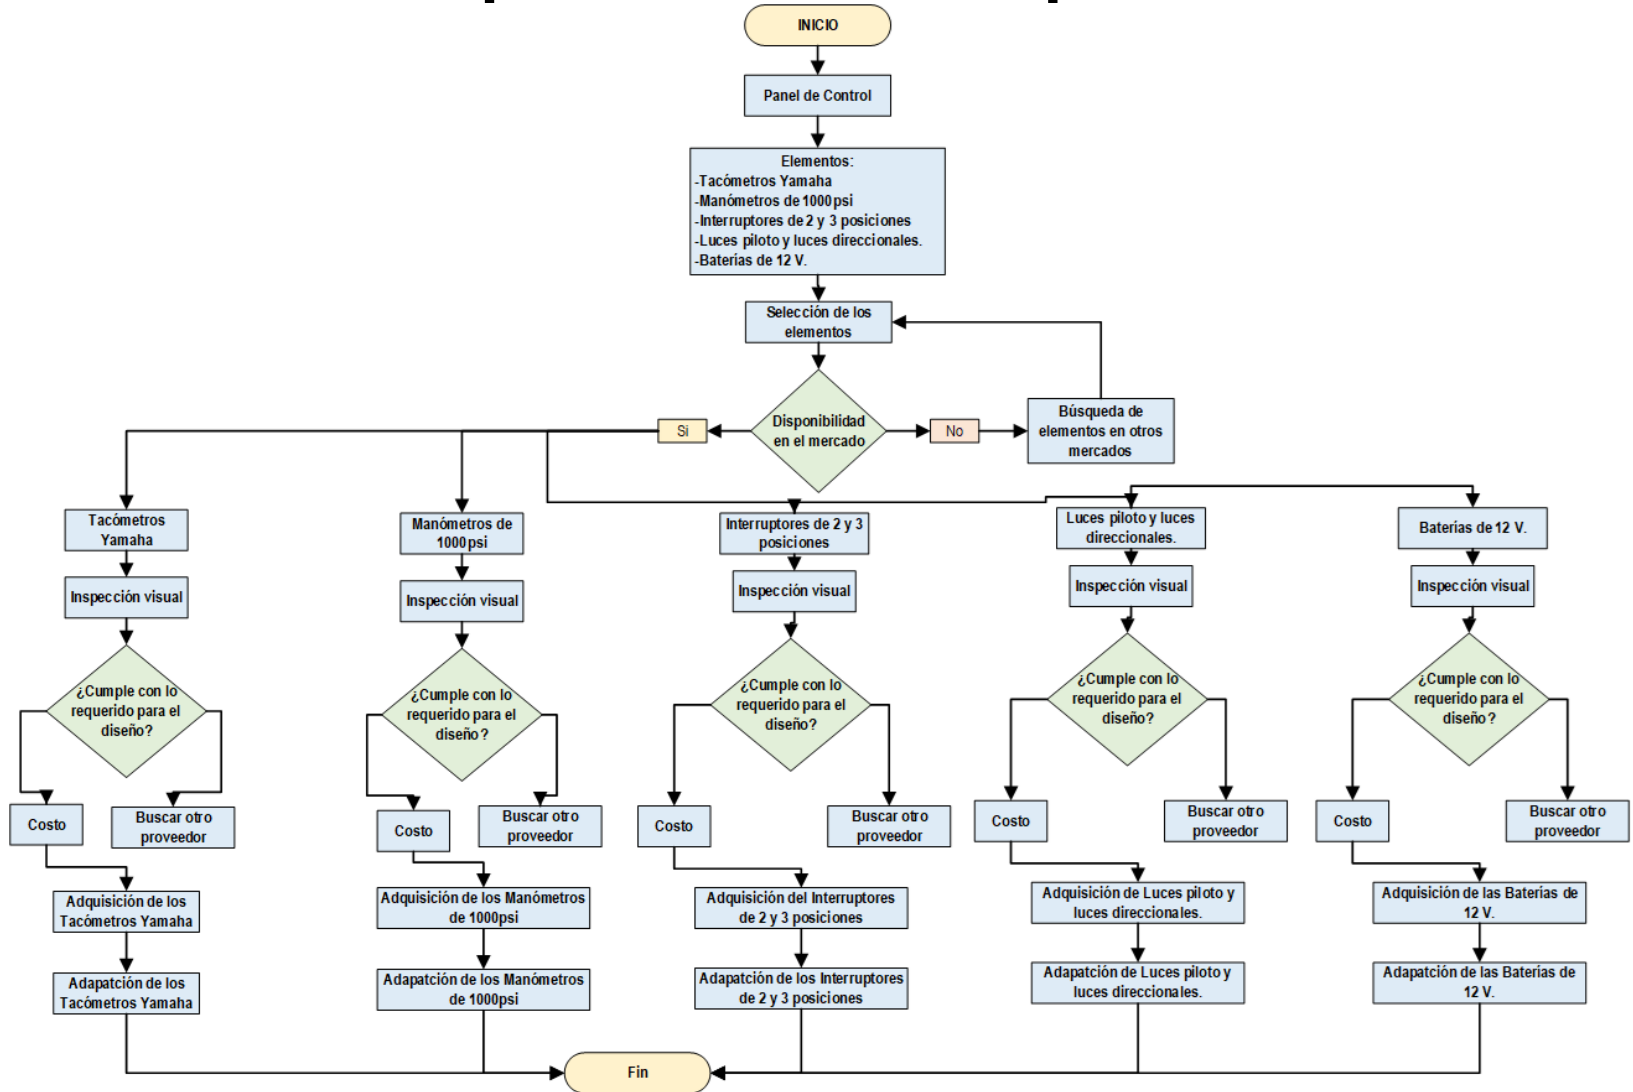 INICIO
Panel de Control
Elementos:
-Tacómetros Yamaha
-Manómetros de 1000psi
-Interruptores de 2 y 3 posiciones
-Luces piloto y luces direccionales.
-Baterías de 12 V.
Selección de los
elementos
Disponibilidad
en el mercado
Si
No
Búsqueda de
elementos en otros
mercados
Tacómetros
Yamaha
Manómetros de
1000psi
Interruptores de 2 y 3
posiciones
Luces piloto y luces
direccionales.
Baterías de 12 V.
Inspección visual
Inspección visual
Inspección visual
Inspección visual
Inspección visual
¿Cumple con lo
requerido para el
diseño?
¿Cumple con lo
requerido para el
diseño?
¿Cumple con lo
requerido para el
diseño?
¿Cumple con lo
requerido para el
diseño?
¿Cumple con lo
requerido para el
diseño?
Costo
Buscar otro
proveedor
Costo
Buscar otro
proveedor
Costo
Buscar otro
proveedor
Costo
Buscar otro
proveedor
Costo
Buscar otro
proveedor
Adquisición de los
Tacómetros Yamaha
Adquisición de los Manómetros
de 1000psi
Adquisición del Interruptores
de 2 y 3 posiciones
Adquisición de Luces piloto y
luces direccionales.
Adquisición de las Baterías de
12 V.
Adapatción de los
Tacómetros Yamaha
Adapatción de los Manómetros
de 1000psi
Adapatción de los Interruptores
de 2 y 3 posiciones
Adapatción de Luces piloto y
luces direccionales.
Adapatción de las Baterías de
12 V.
Fin